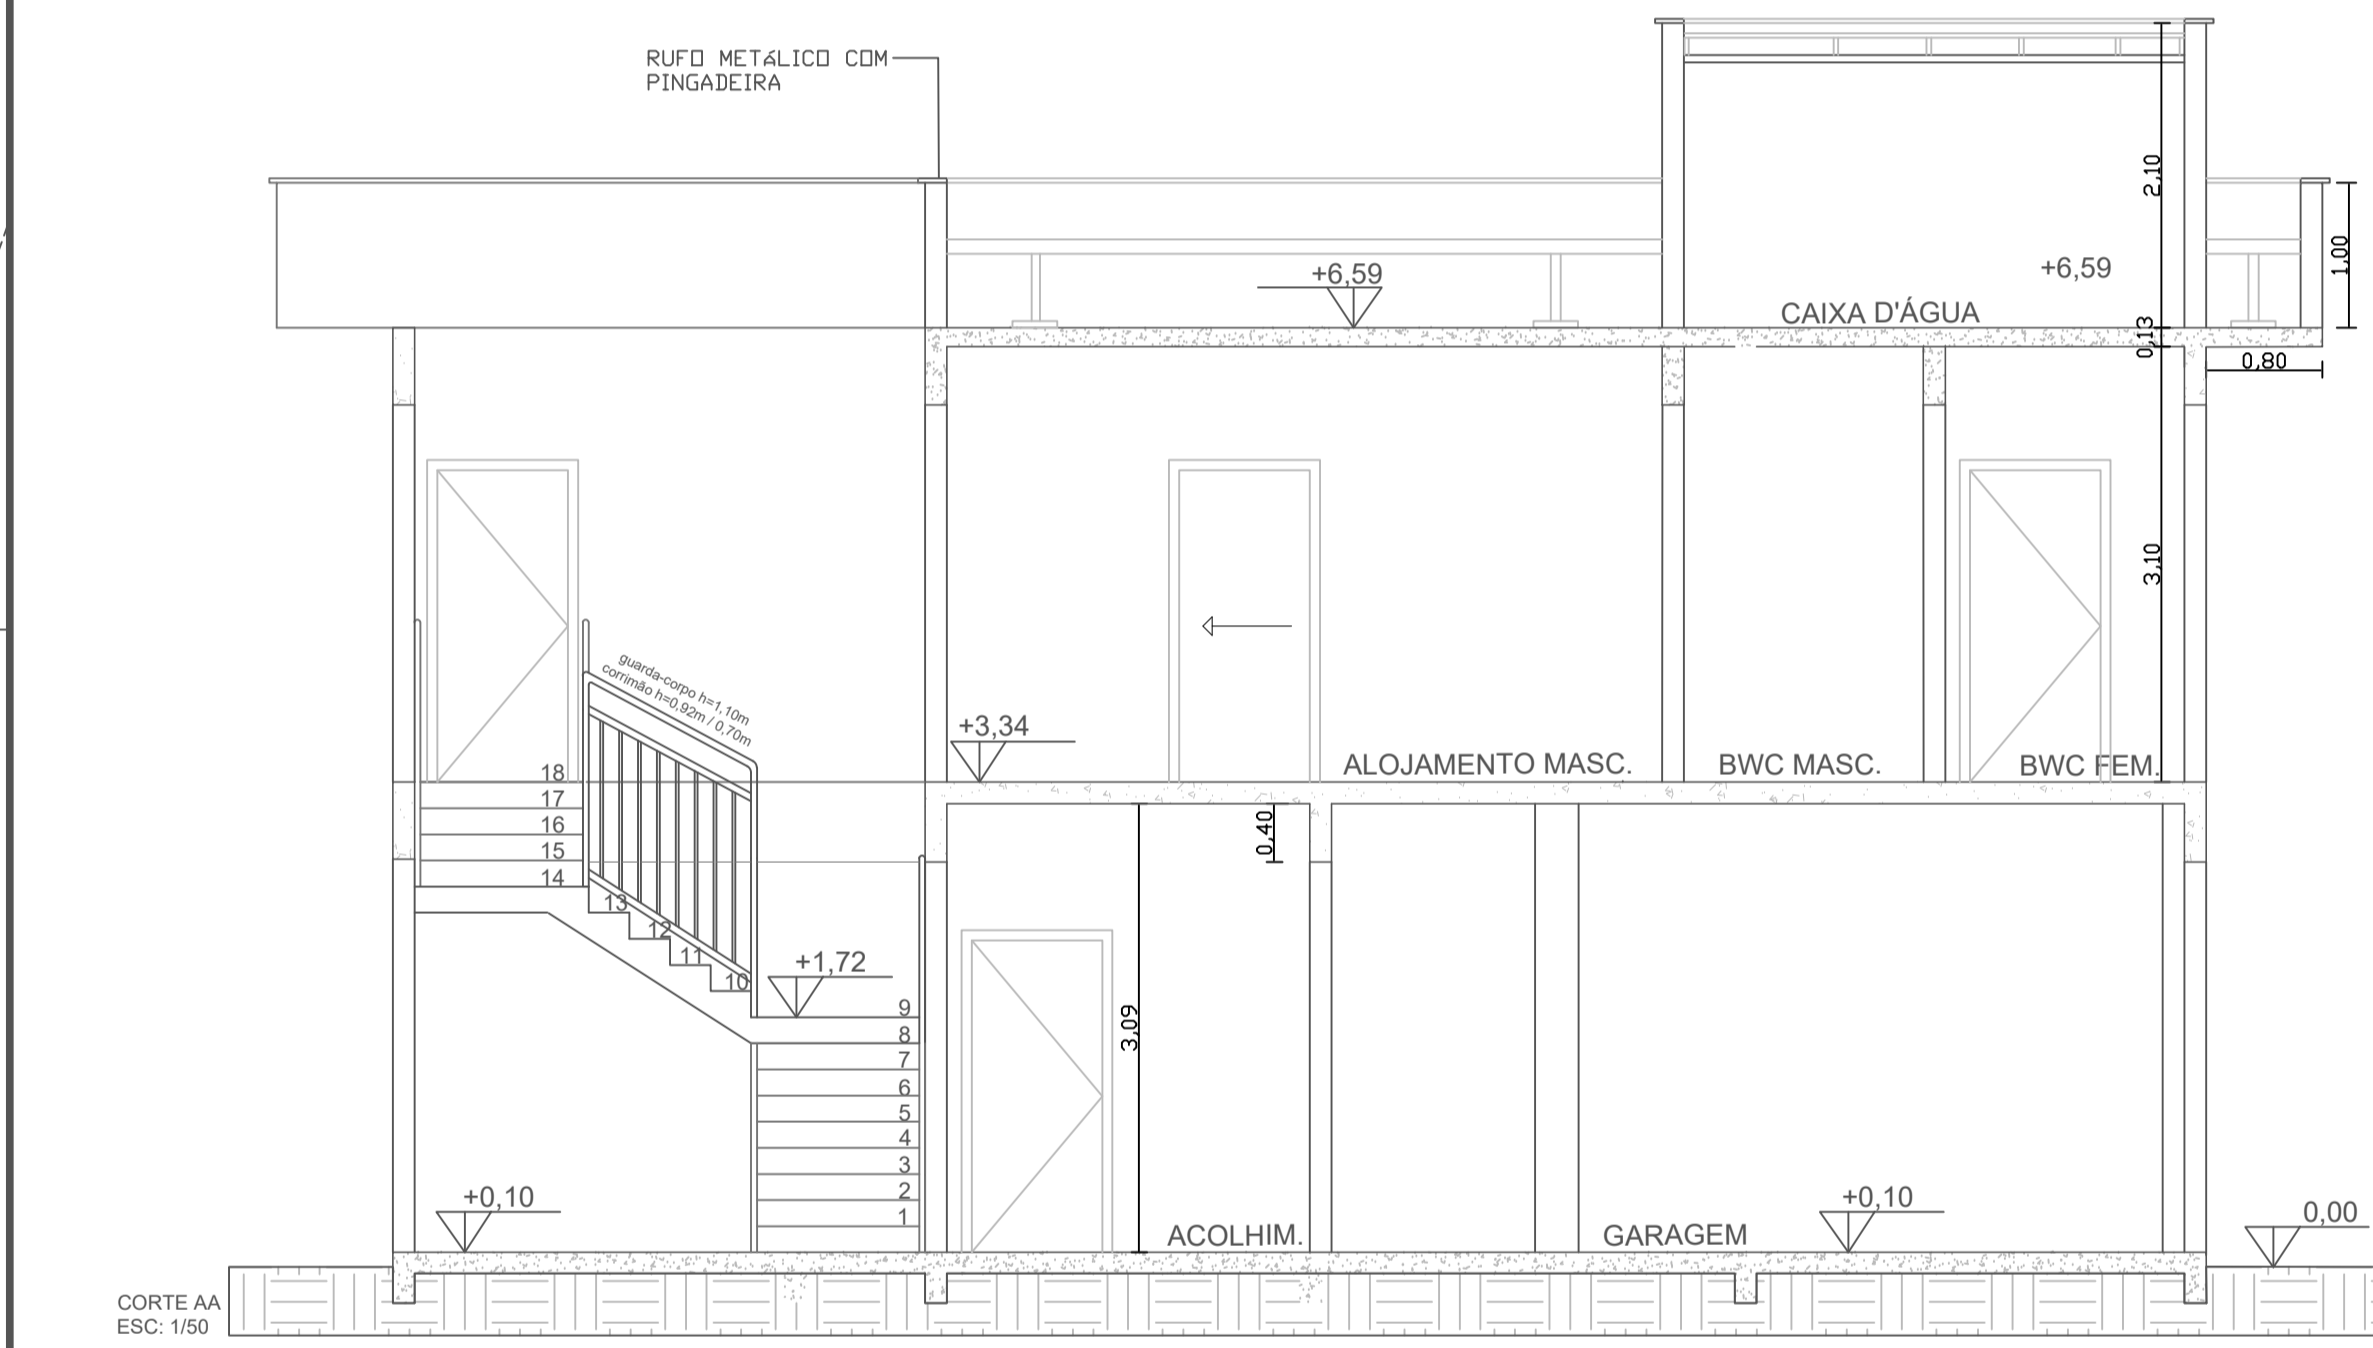 RUFO METÁLICO COM
PINGADEIRA
2,10
1,00
+6,59
+6,59
CAIXA D'ÁGUA
0,13
0,80
3,10
guarda-corpo h=1,10m
corrimão h=0,92m / 0,70m
+3,34
ALOJAMENTO MASC.
BWC MASC.
BWC FEM.
18
17
16
15
14
13
12
11
10
0,40
+1,72
9
8
7
6
5
4
3
2
1
3,09
+0,10
ACOLHIM.
GARAGEM
+0,10
0,00
CORTE AA
ESC: 1/50